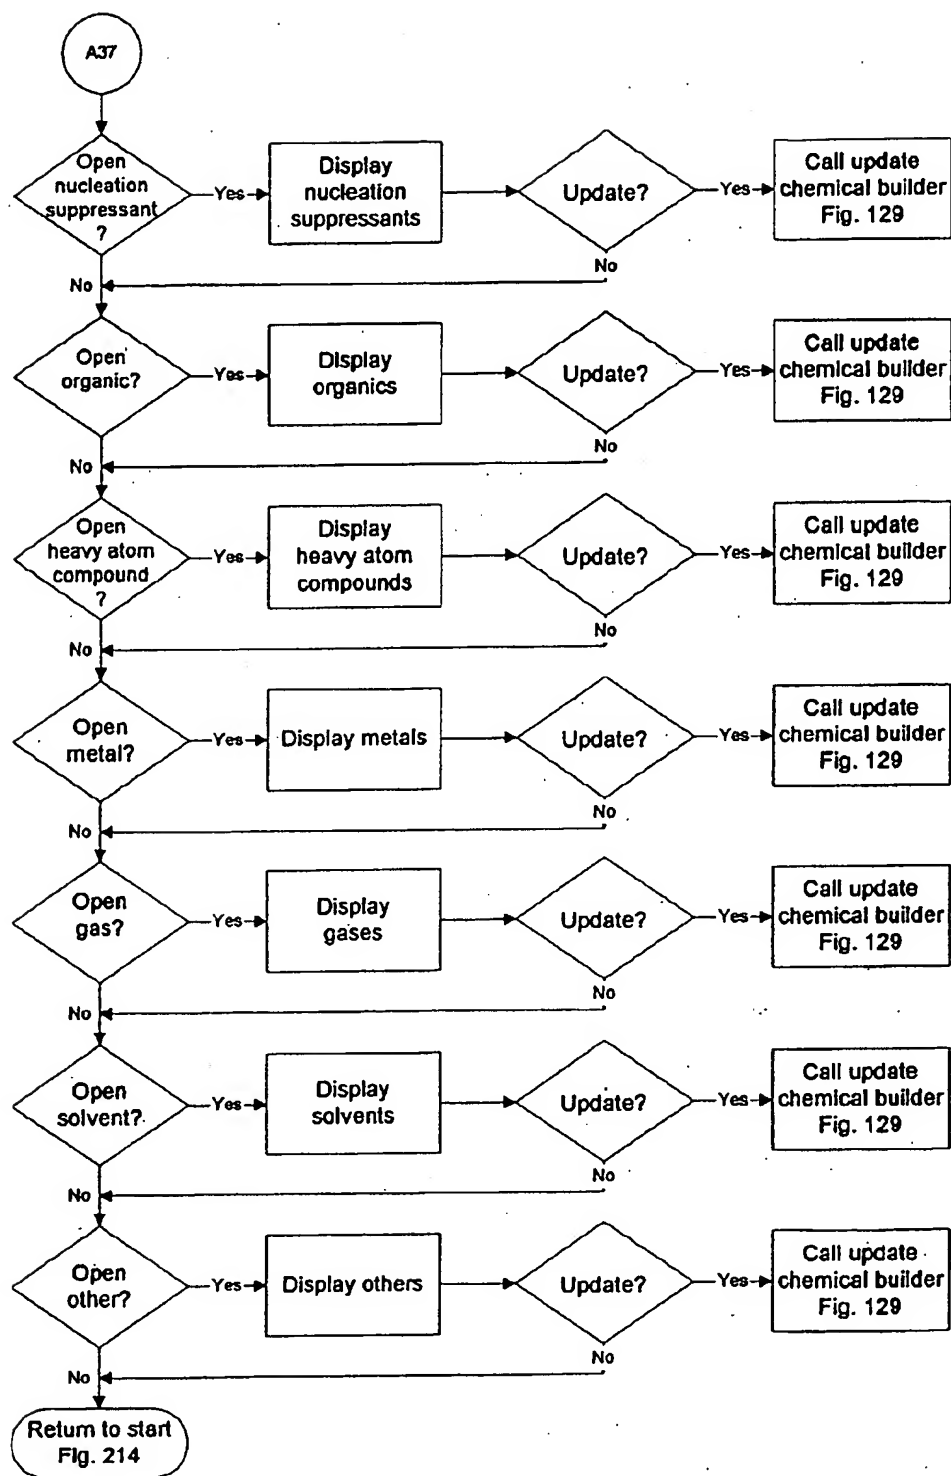 A37
Open
nucleation
suppressant
?
Yes
Display
nucleation
suppressants
Update?
Yes
Call update
chemical builder
Fig. 129
No
No
Open
organic?
Yes
Display
organics
Update?
Yes
Call update
chemical builder
Fig. 129
No
No
Open
heavy atom
compound
?
Yes
Display
heavy atom
compounds
Update?
Yes
Call update
chemical builder
Fig. 129
No
No
Open
metal?
Yes
Display metals
Update?
Yes
Call update
chemical builder
Fig. 129
No
No
Open
gas?
Yes
Display
gases
Update?
Yes
Call update
chemical builder
Fig. 129
No
No
Open
solvent?
Yes
Display
solvents
Update?
Yes
Call update
chemical builder
Fig. 129
No
No
Open
other?
Yes
Display others
Update?
Yes
Call update
chemical builder
Fig. 129
No
No
Return to start
Fig. 214